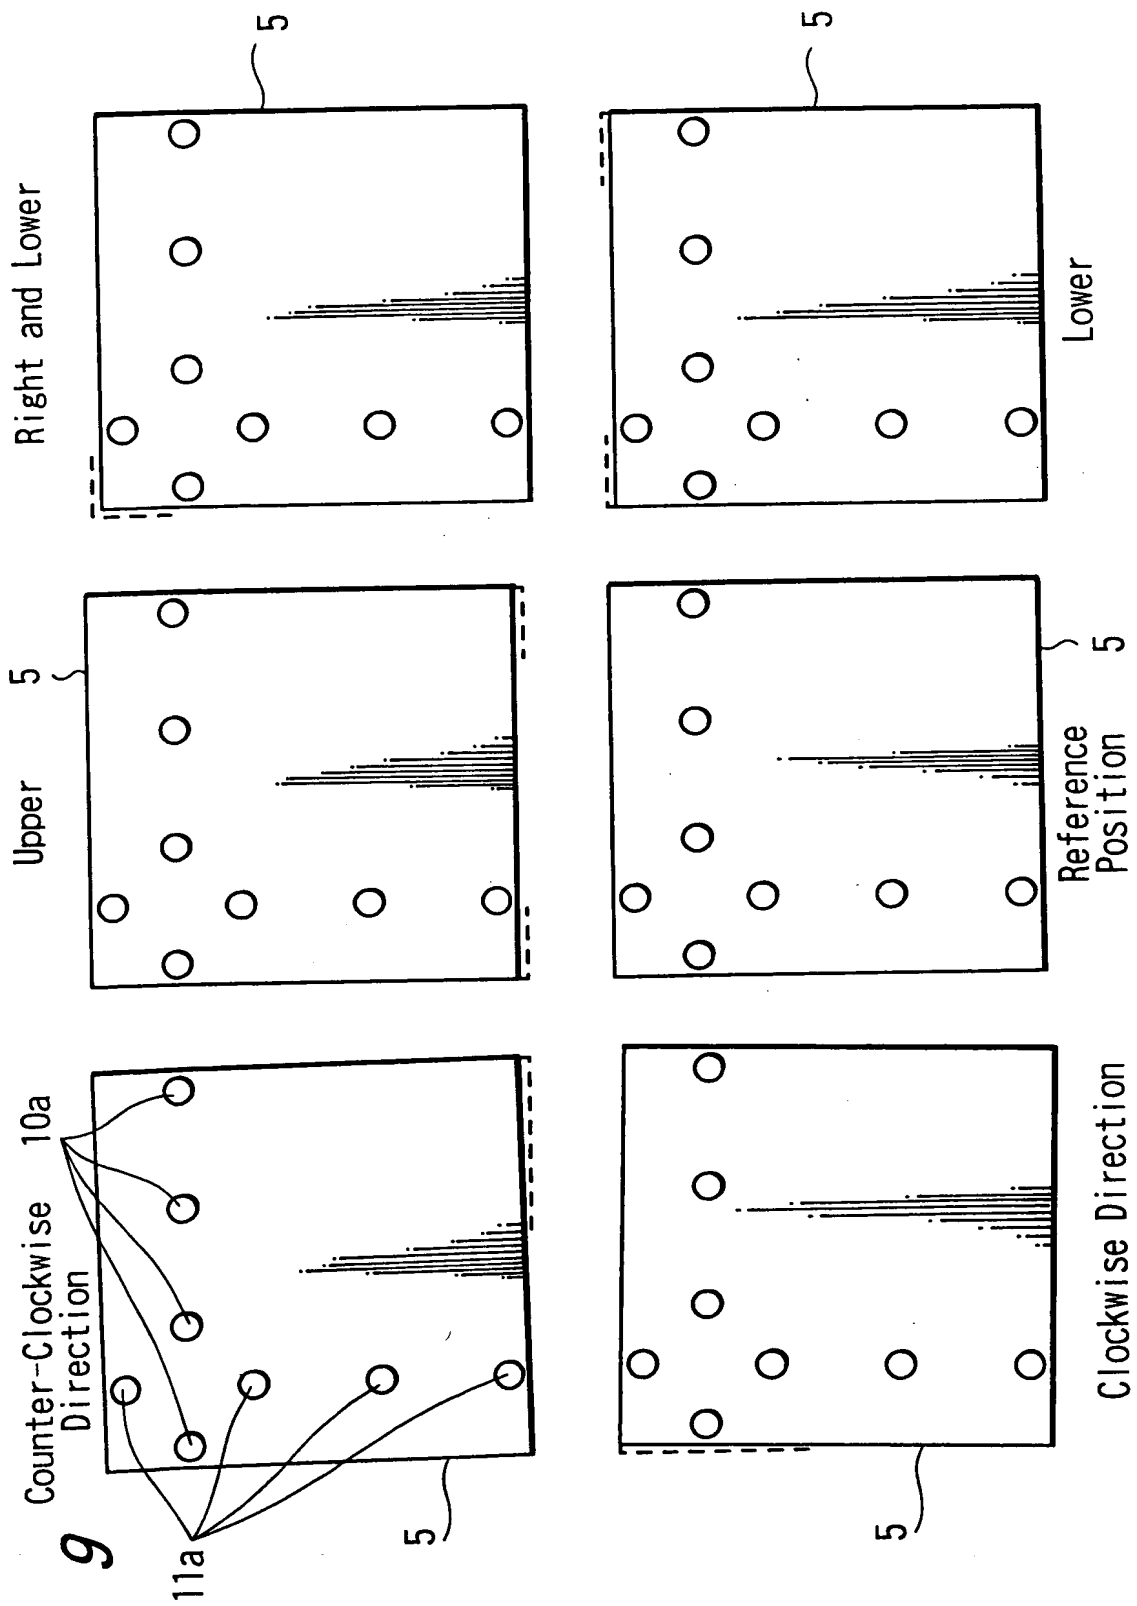 9
Counter-Clockwise
Direction
10a
Upper
5
Right and Lower
11a
5
5
5
5
Clockwise Direction
Reference
Position
5
Lower